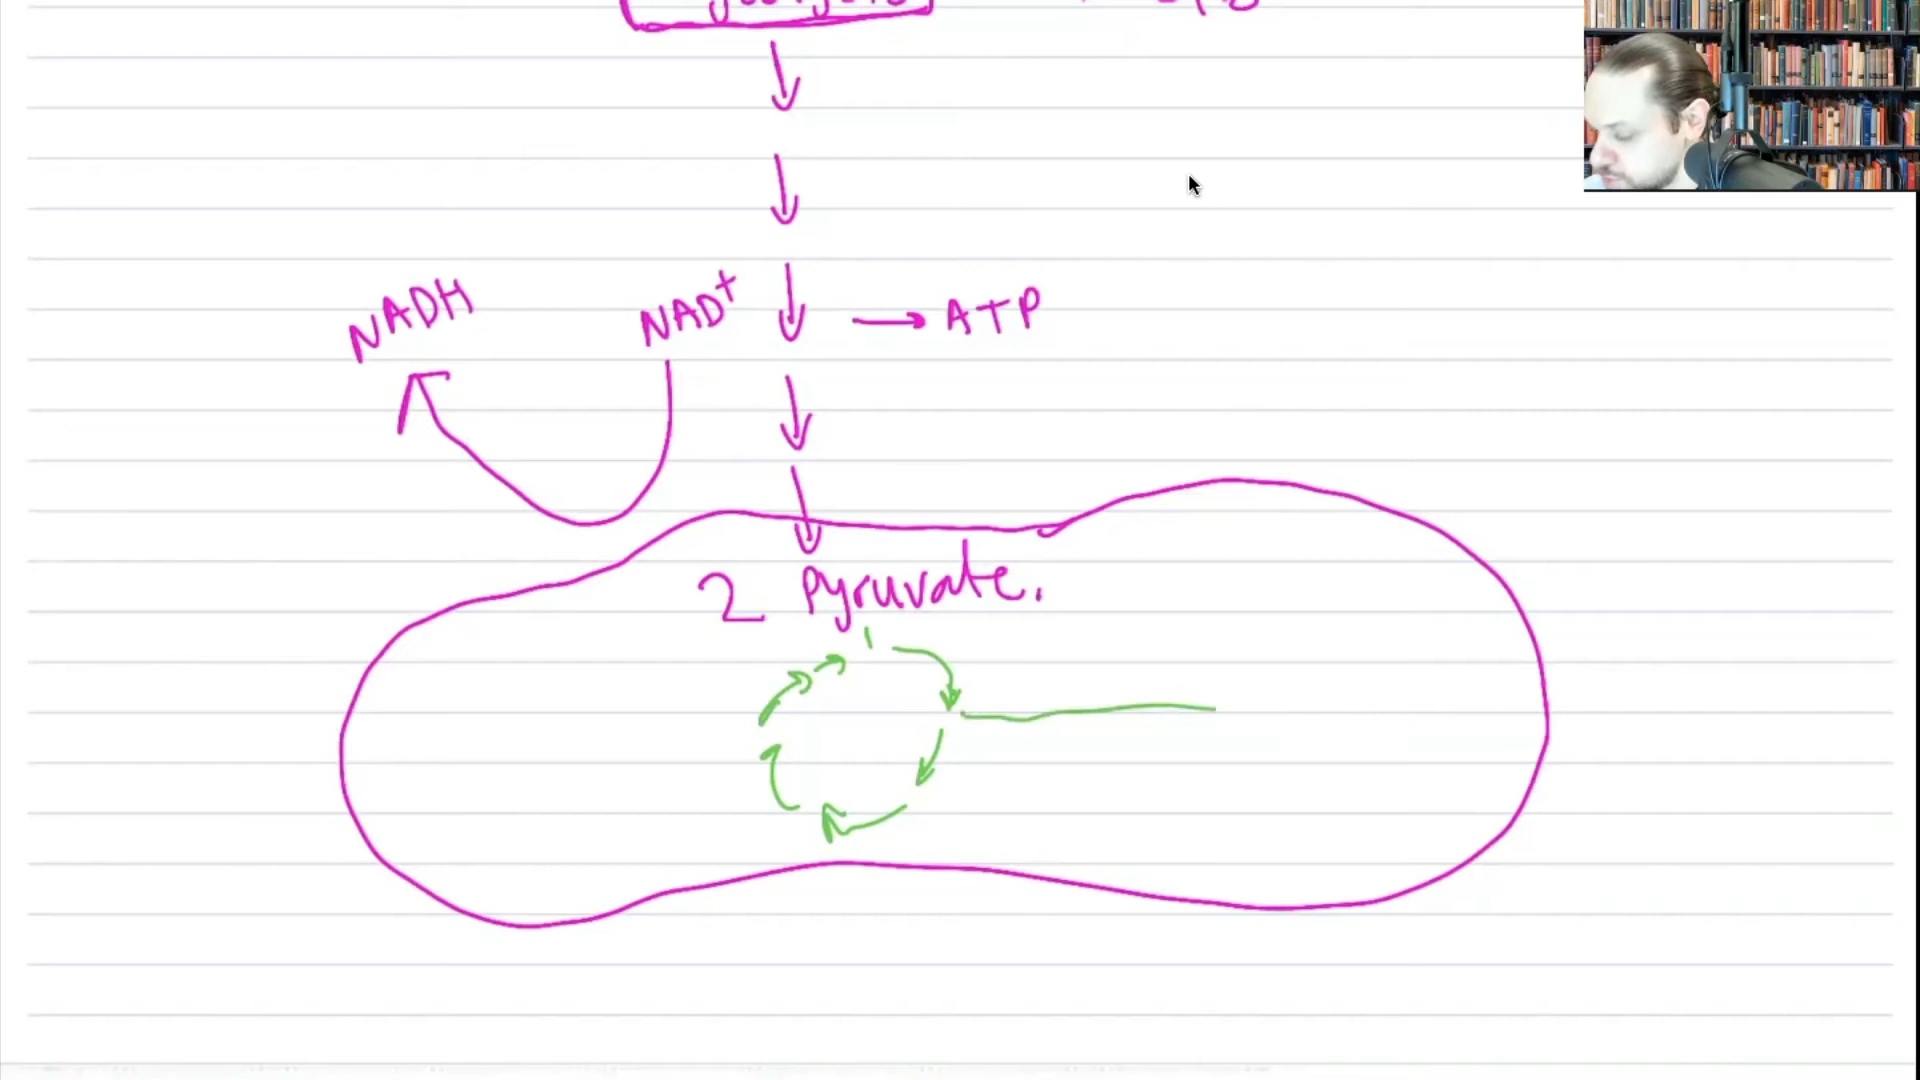 NADH NAD+ → ATP
2 Pyruvate.